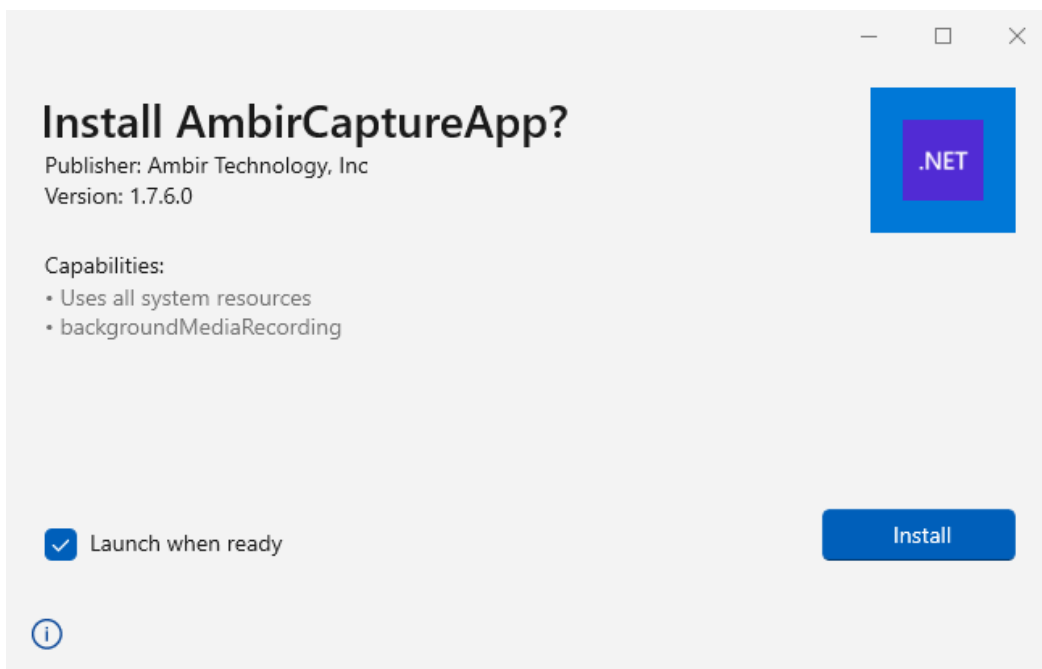 Install AmbirCaptureApp?
Publisher: Ambir Technology, Inc
Version: 1.7.6.0
.NET
Capabilities:
• Uses all system resources
• backgroundMediaRecording
Launch when ready
Install